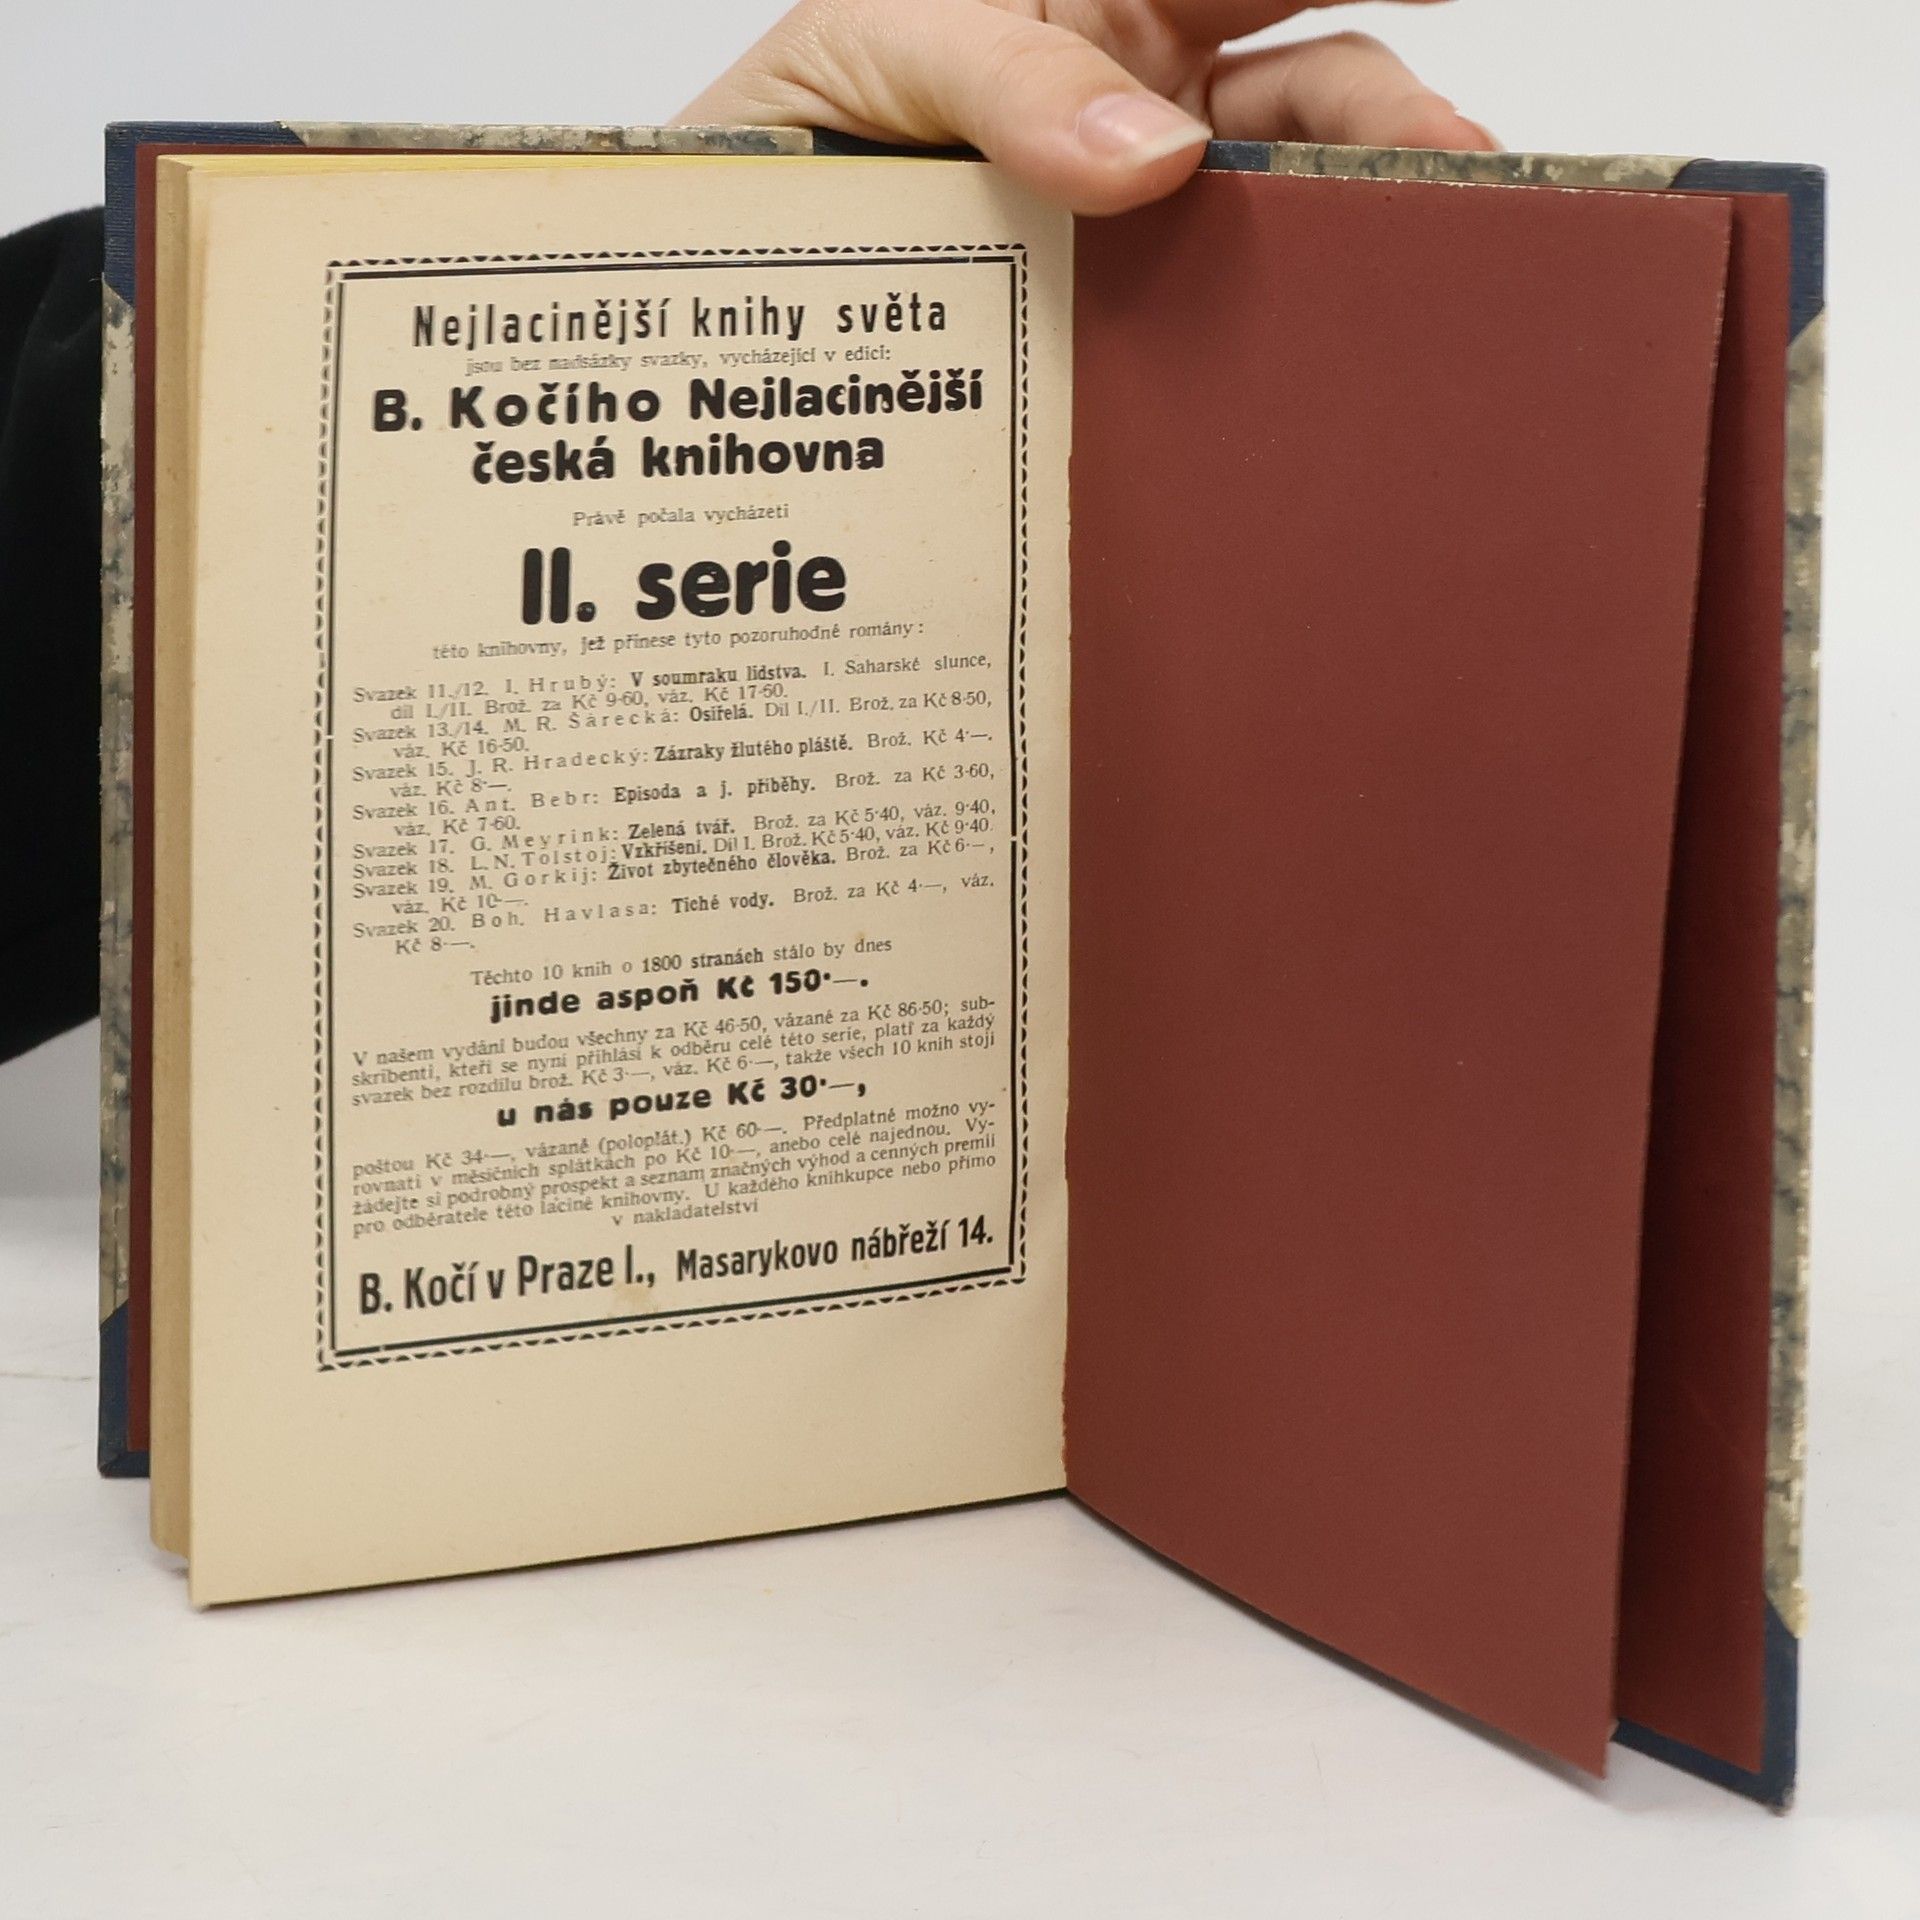 Nejlacinější knihy světa
jsou bez nadsázky svazky, vycházející v edici:
B. Kočího Nejlacinější
česká knihovna
Právě počala vycházeti
II. serie
této knihovny, jež přinese tyto pozoruhodné romány:
Svazek 11./12. I. Hrubý: V soumraku lidstva. I. Saharské slunce,
díl I./II. Brož. za Kč 9·60, váz. Kč 17·60.
Svazek 13./14. M. R. Šárecká: Osiřelá. Díl I./II. Brož. za Kč 8·50,
váz. Kč 16·50.
Svazek 15. J. R. Hradecký: Zázraky žlutého pláště. Brož. Kč 4·—.
váz. Kč 8·—.
Svazek 16. Ant. Bebr: Episoda a j. příběhy. Brož. za Kč 3·60,
váz. Kč 7·60.
Svazek 17. G. Meyrink: Zelená tvář. Brož. za Kč 5·40, váz. 9·40,
Svazek 18. L. N. Tolstoj: Vzkříšení. Díl I. Brož. Kč 5·40, váz. Kč 9·40.
Svazek 19. M. Gorkij: Život zbytečného člověka. Brož. za Kč 6·—,
váz. Kč 10·—.
Svazek 20. Boh. Havlasa: Tiché vody. Brož. za Kč 4·—, váz.
Kč 8·—.
Těchto 10 knih o 1800 stranách stálo by dnes
jinde aspoň Kč 150·—.
V našem vydání budou všechny za Kč 46·50, vázané za Kč 86·50; sub-
skribenti, kteří se nyní přihlásí k odběru celé této serie, platí za každý
svazek bez rozdílu brož. Kč 3·—, váz. Kč 6·—, takže všech 10 knih stojí
u nás pouze Kč 30·—,
poštou Kč 34·—, vázané (poloplát.) Kč 60·—. Předplatné možno vy-
rovnati v měsíčních splátkách po Kč 10·—, anebo celé najednou. Vy-
žádejte si podrobný prospekt a seznam značných výhod a cenných premií
pro odběratele této laciné knihovny. U každého knihkupce nebo přímo
v nakladatelství
B. Kočí v Praze I., Masarykovo nábřeží 14.